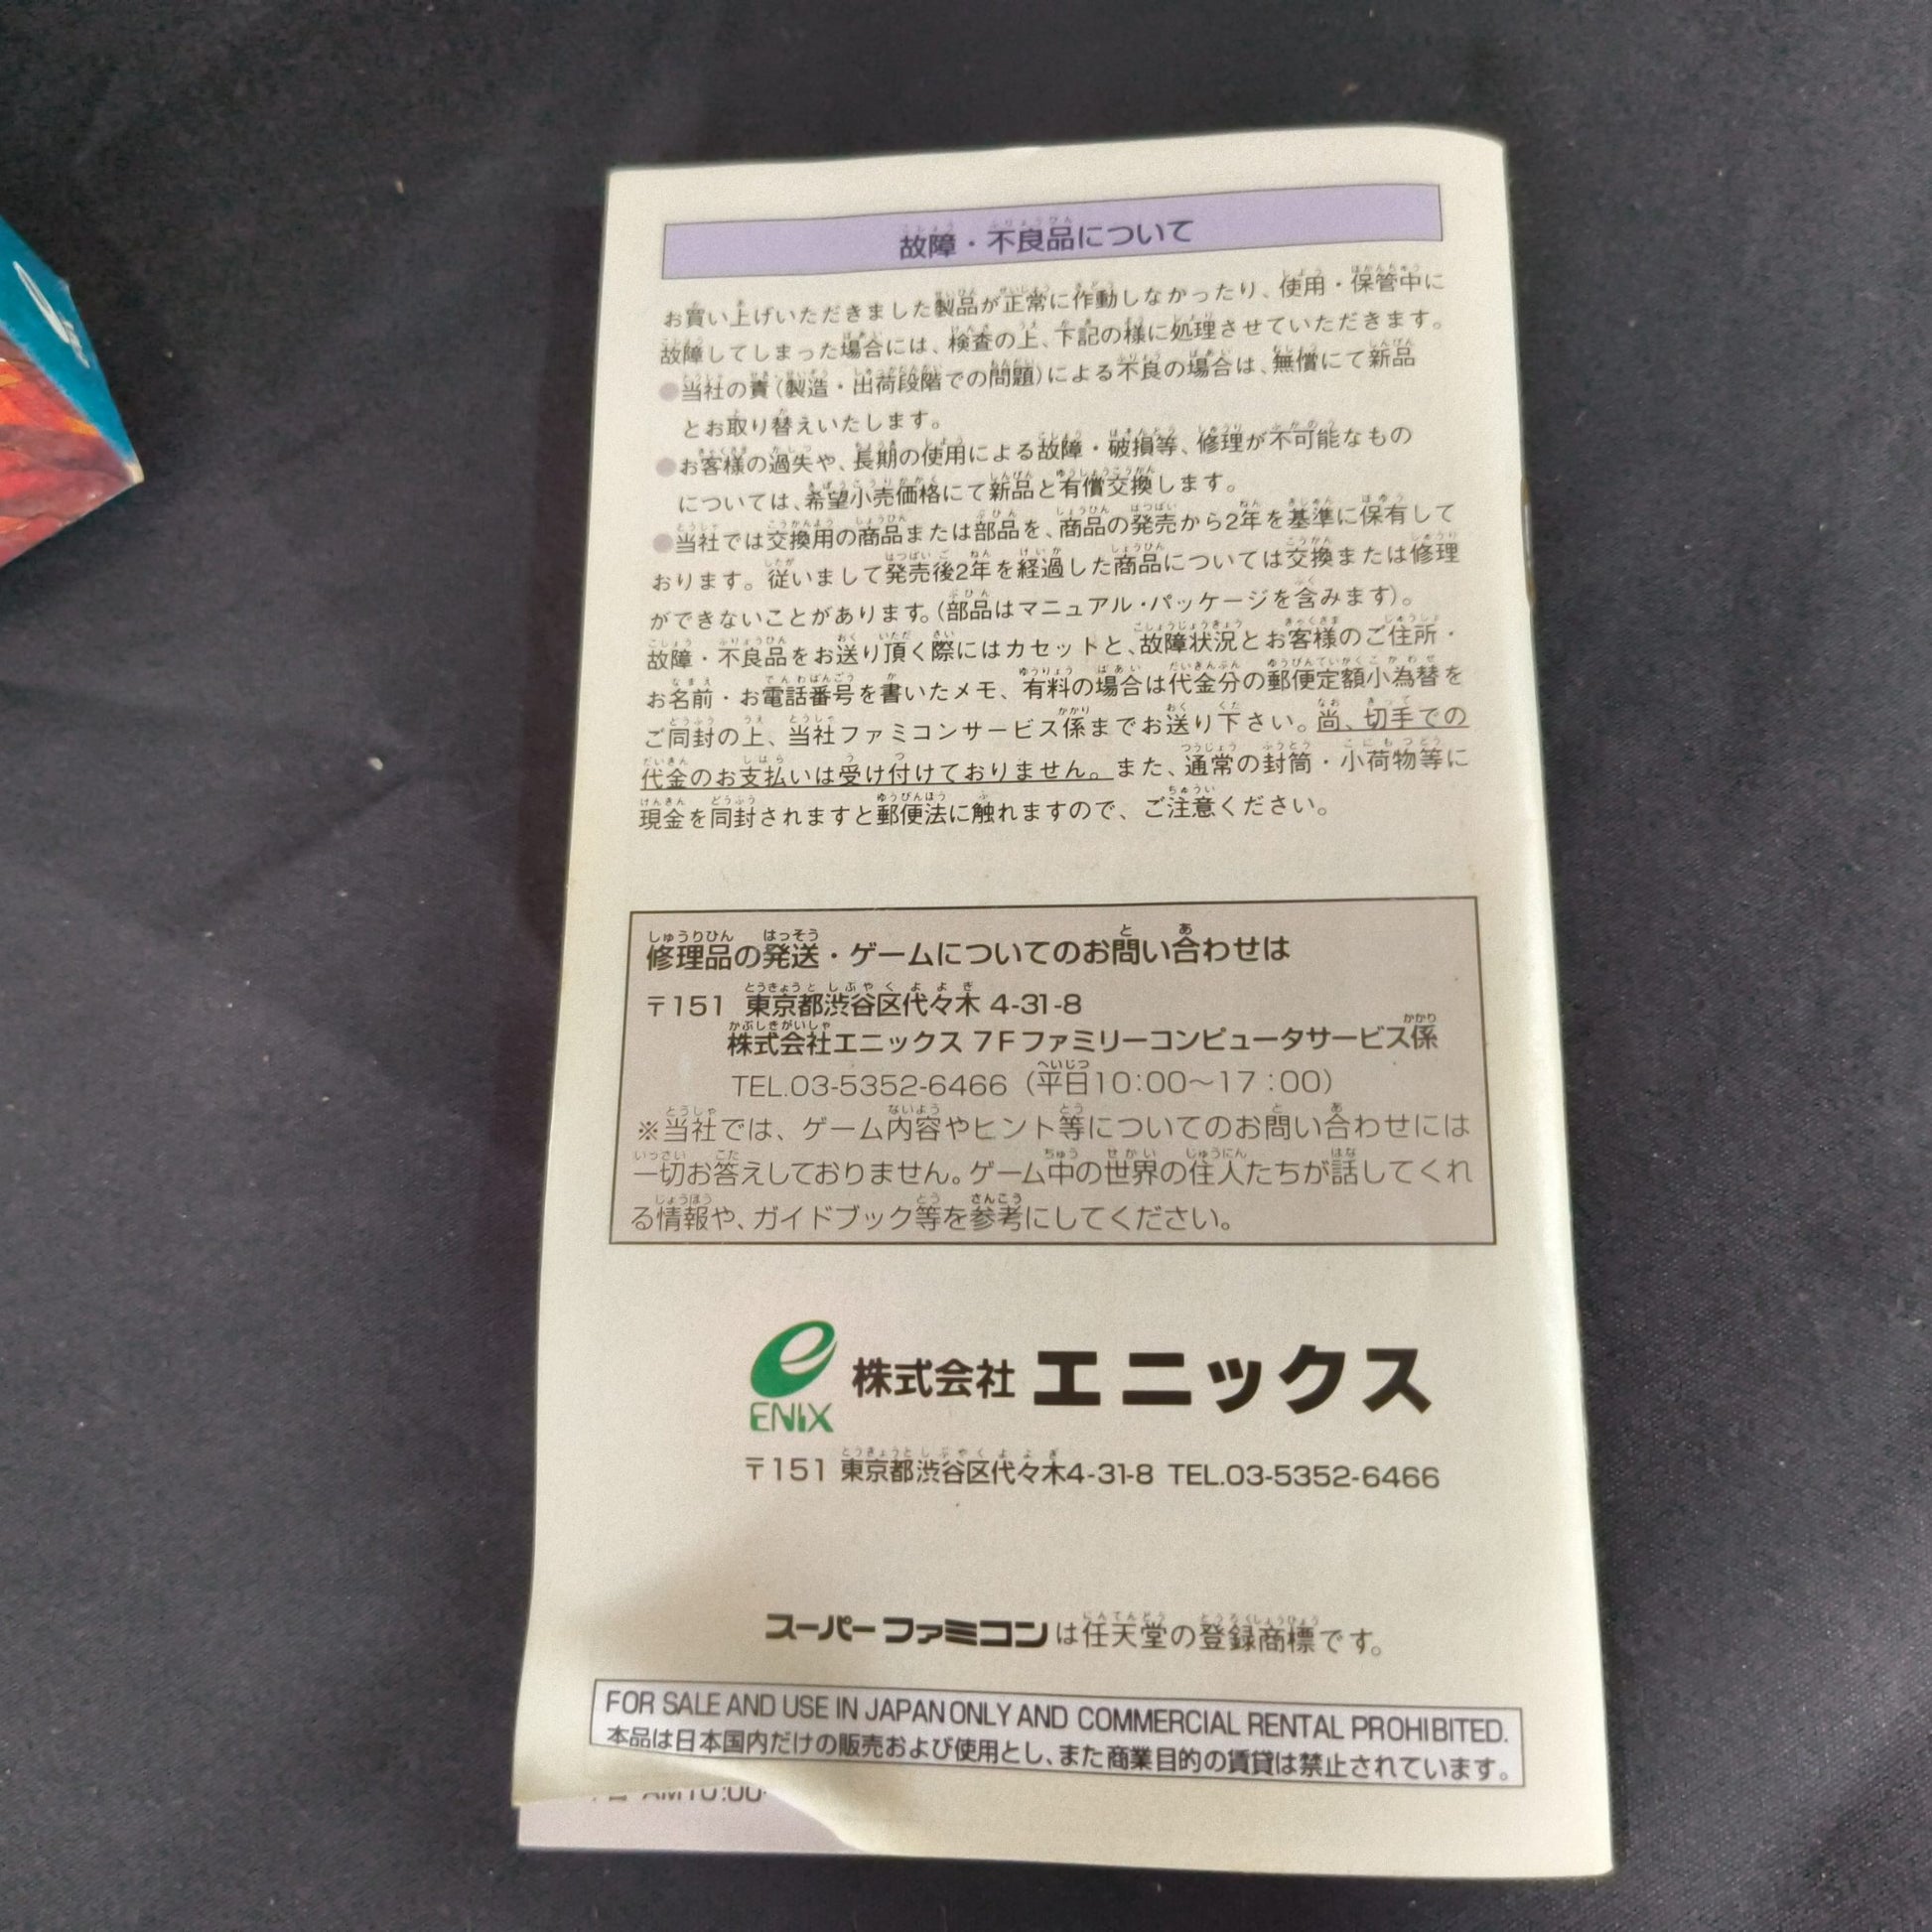 故障・不良品について
お買い上げいただきました製品が正常に作動しなかったり、使用・保管中に
故障してしまった場合には、検査の上、下記の様に処理させていただきます。
●当社の責(製造・出荷段階での問題)による不良の場合は、無償にて新品
とお取り替えいたします。
●お客様の過失や、長期の使用による故障・破損等、修理が不可能なもの
については、希望小売価格にて新品と有償交換します。
●当社では交換用の商品または部品を、商品の発売から2年を基準に保有して
おります。従いまして発売後2年を経過した商品については交換または修理
ができないことがあります。(部品はマニュアル・パッケージを含みます)。
故障・不良品をお送り頂く際にはカセットと、故障状況とお客様のご住所・
お名前・お電話番号を書いたメモ、有料の場合は代金分の郵便定額小為替を
ご同封の上、当社ファミコンサービス係までお送り下さい。尚、切手での
代金のお支払いは受け付けておりません。また、通常の封筒・小荷物等に
現金を同封されますと郵便法に触れますので、ご注意ください。
修理品の発送・ゲームについてのお問い合わせは
〒151 東京都渋谷区代々木 4-31-8
株式会社エニックス 7F ファミリーコンピュータサービス係
TEL.03-5352-6466 (平日10:00〜17:00)
※当社では、ゲーム内容やヒント等についてのお問い合わせには
一切お答えしておりません。ゲーム中の世界の住人たちが話してくれ
る情報や、ガイドブック等を参考にしてください。
ENIX 株式会社 エニックス
〒151 東京都渋谷区代々木4-31-8 TEL.03-5352-6466
スーパーファミコンは任天堂の登録商標です。
FOR SALE AND USE IN JAPAN ONLY AND COMMERCIAL RENTAL PROHIBITED.
本品は日本国内だけの販売および使用とし、また商業目的の賃貸は禁止されています。
AM10:00